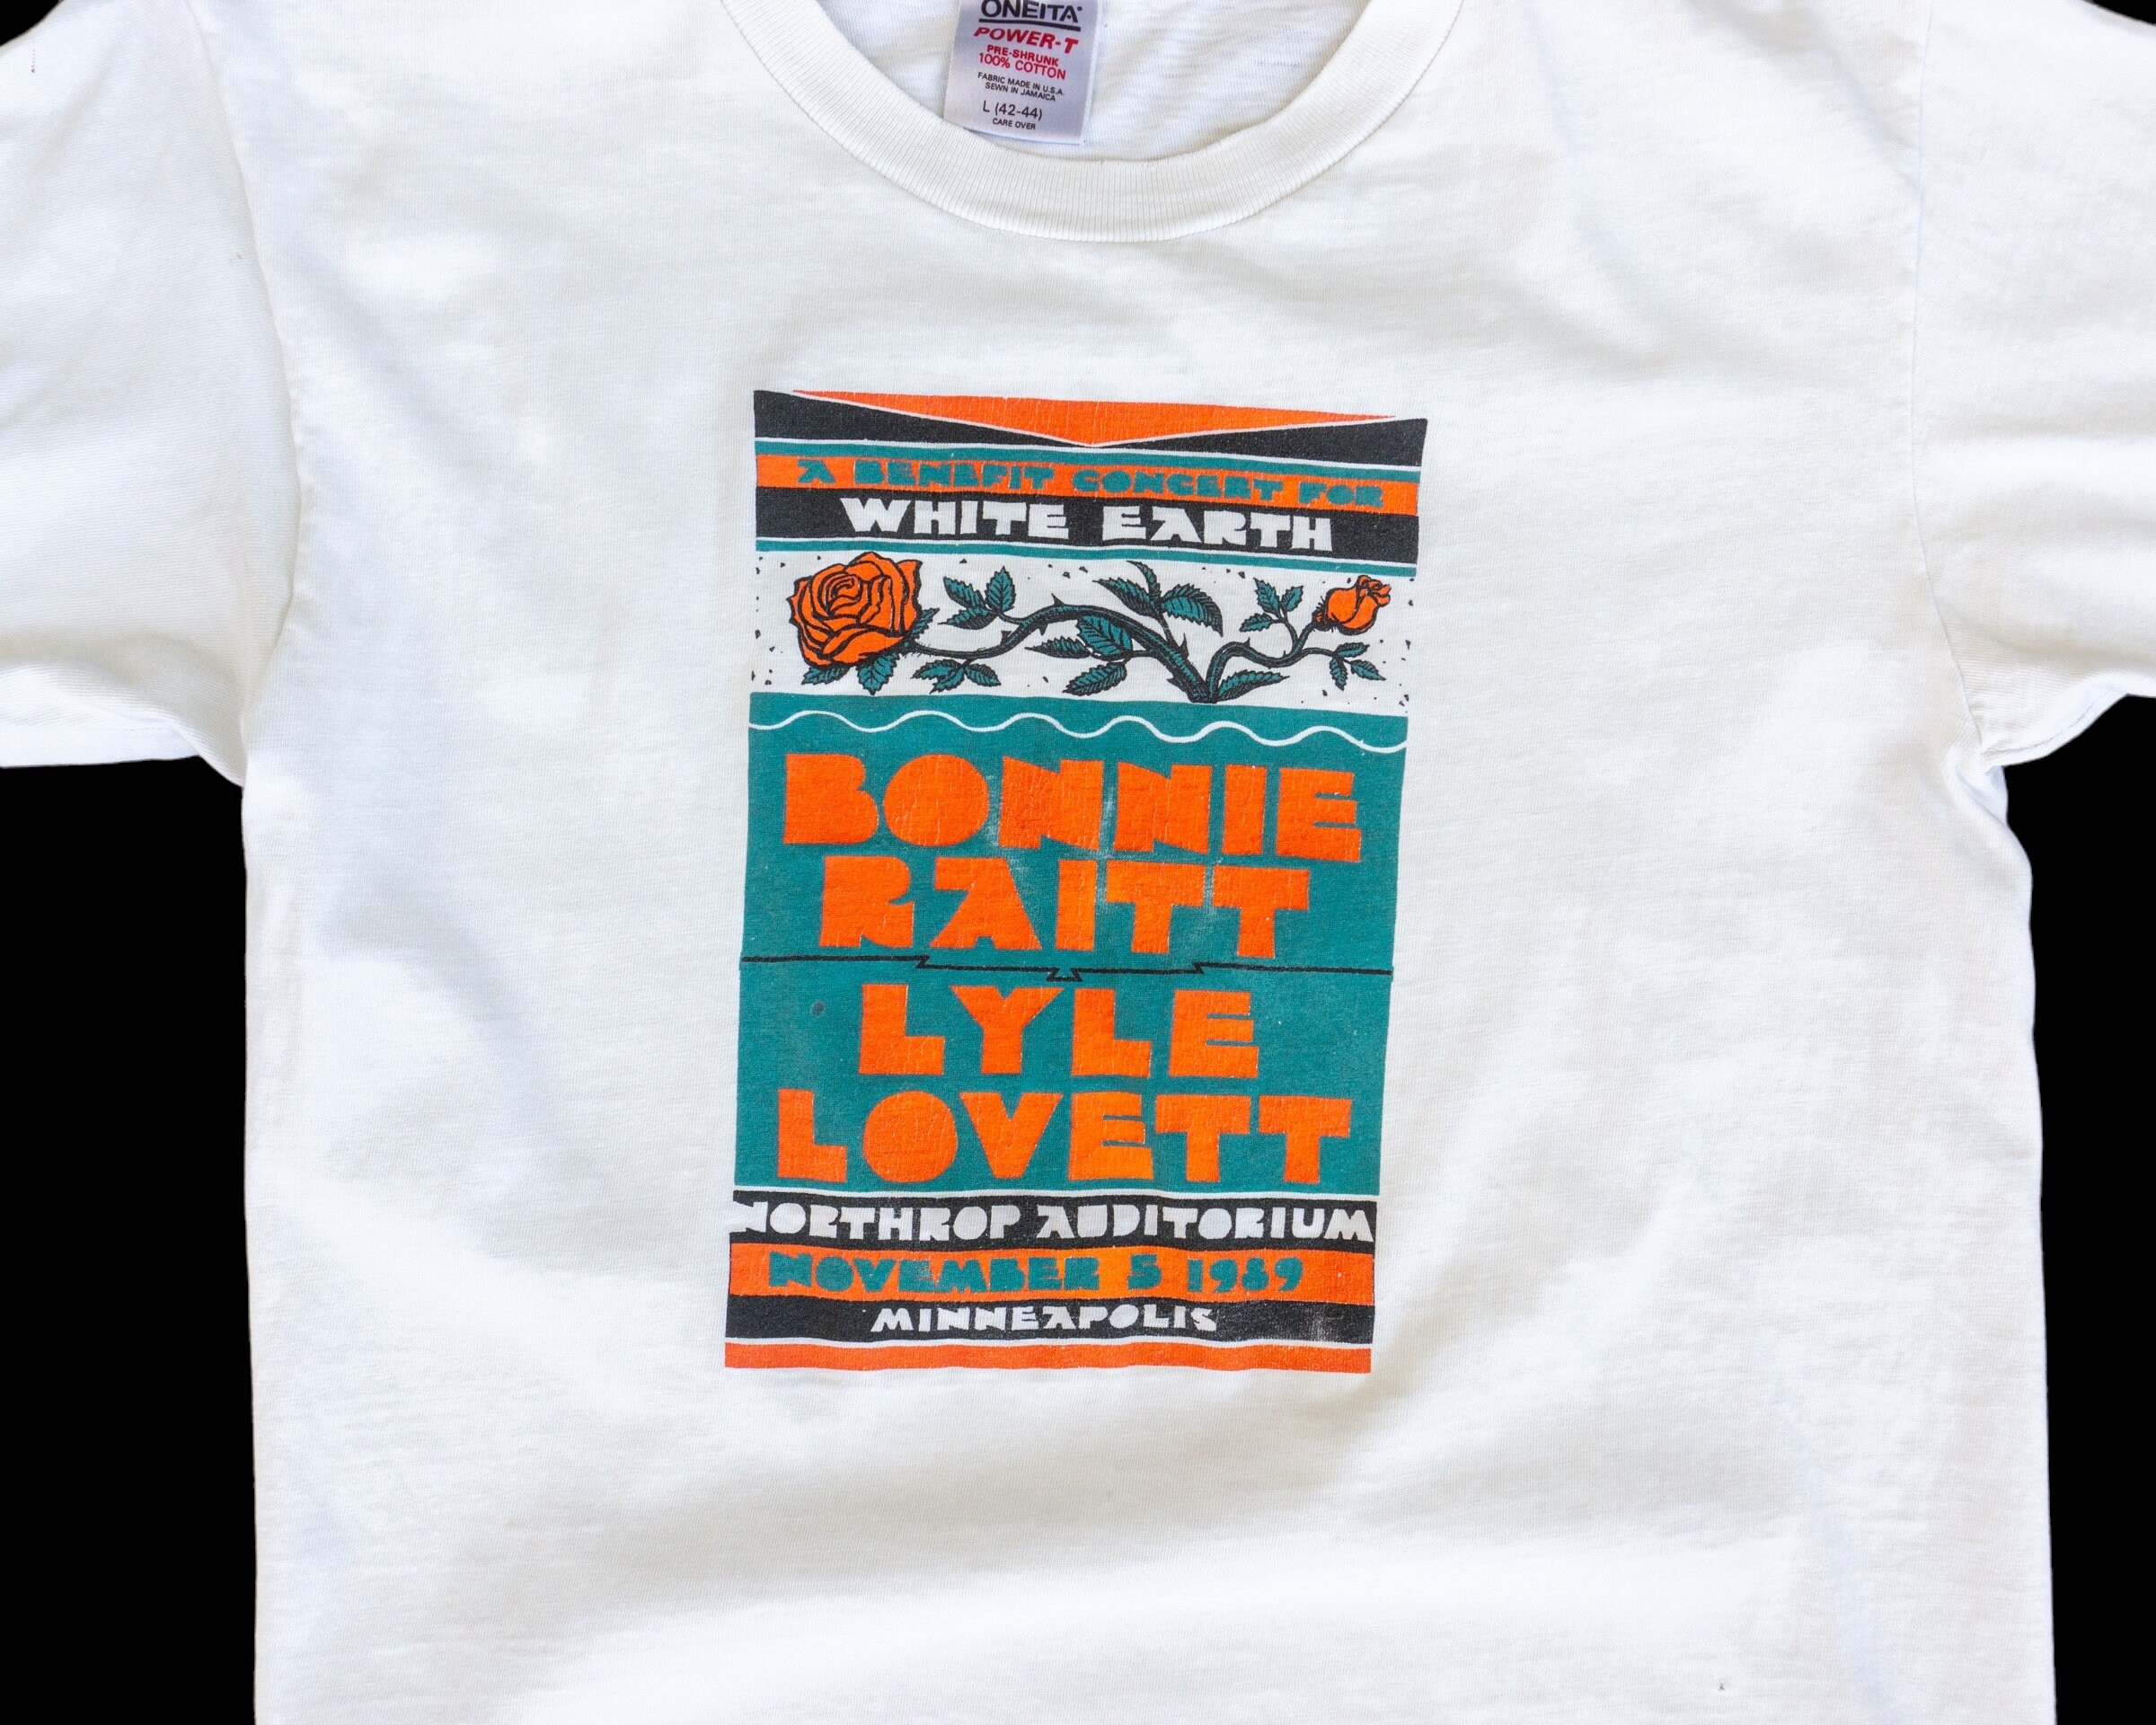 ONEITA
POWER-T
PRE-SHRUNK
100% COTTON
FABRIC MADE IN U.S.A.
SEWN IN JAMAICA
L (42-44)
CARE OVER
A BENEFIT CONCERT FOR
WHITE EARTH
BONNIE
RAITT
LYLE
LOVETT
NORTHROP AUDITORIUM
NOVEMBER 5 1989
MINNEAPOLIS